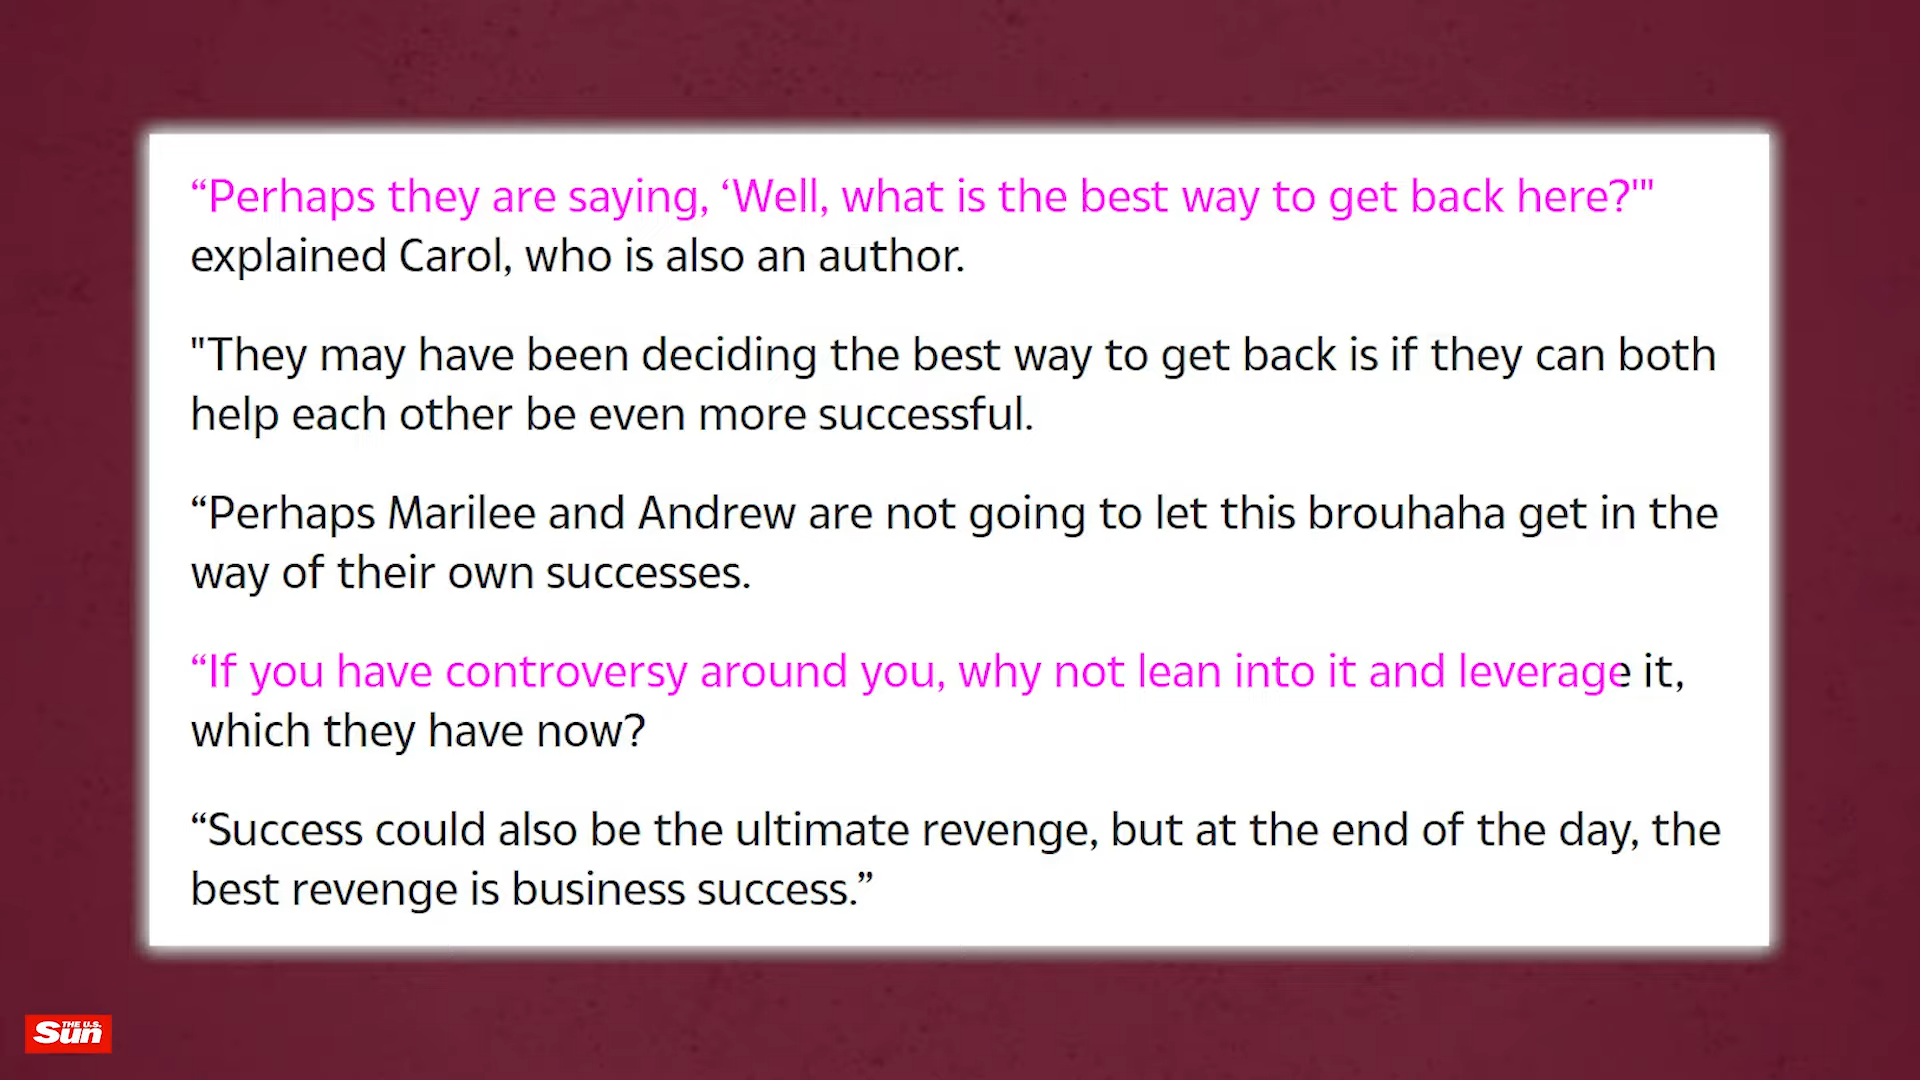 “Perhaps they are saying, ‘Well, what is the best way to get back here?'"
explained Carol, who is also an author.
"They may have been deciding the best way to get back is if they can both
help each other be even more successful.
“Perhaps Marilee and Andrew are not going to let this brouhaha get in the
way of their own successes.
“If you have controversy around you, why not lean into it and leverage it,
which they have now?
“Success could also be the ultimate revenge, but at the end of the day, the
best revenge is business success.”
THE U.S.
Sun